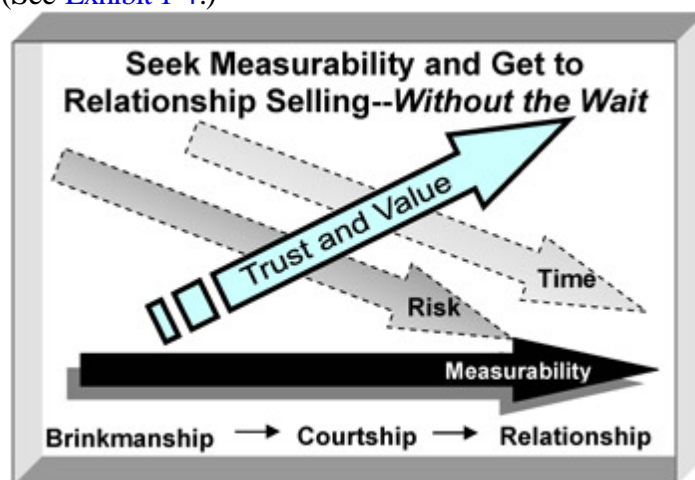 (See Exhibit 1-4.)
Seek Measurability and Get to
Relationship Selling--Without the Wait
Trust and Value
Time
Risk
Measurability
Brinkmanship → Courtship → Relationship